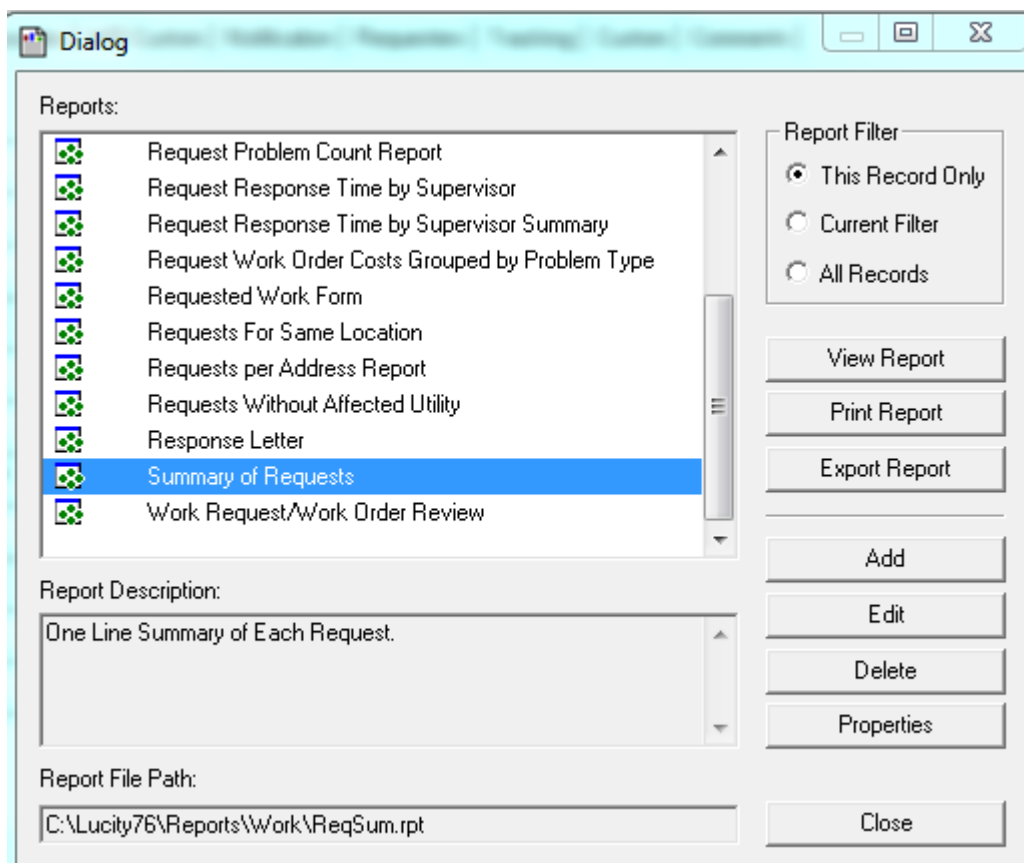 Dialog
Reports:
Request Problem Count Report
Request Response Time by Supervisor
Request Response Time by Supervisor Summary
Request Work Order Costs Grouped by Problem Type
Requested Work Form
Requests For Same Location
Requests per Address Report
Requests Without Affected Utility
Response Letter
Summary of Requests
Work Request/Work Order Review
Report Description:
One Line Summary of Each Request.
Report File Path:
C:\Lucity76\Reports\Work\ReqSum.rpt
Report Filter
This Record Only
Current Filter
All Records
View Report
Print Report
Export Report
Add
Edit
Delete
Properties
Close